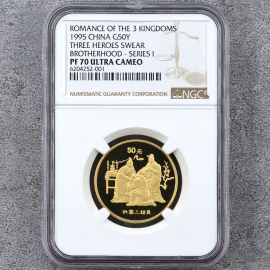 ROMANCE OF THE 3 KINGDOMS
1995 CHINA G50Y
THREE HEROES SWEAR
BROTHERHOOD - SERIES I
PF 70 ULTRA CAMEO
6204252-001
NUMISMATIC GUARANTY CORPORATION
NGC
50元
桃园三结义